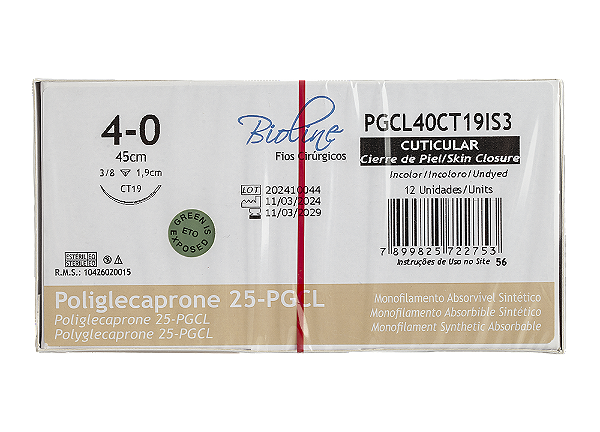 4-0
45cm
3/8 1,9cm
CT19
Bioline
Fios Cirúrgicos
PGCL40CT19IS3
CUTICULAR
Cierre de Piel/Skin Closure
Incolor/Incoloro/Undyed
12 Unidades/Units
LOT 202410044
11/03/2024
11/03/2029
GREEN IS
ETO
EXPOSED
7 899825 722753
Instruções de Uso no Site 56
ESTÉRIL EO
STERILE EO
R.M.S.: 10426020015
Poliglecaprone 25-PGCL
Poliglecaprone 25-PGCL
Polyglecaprone 25-PGCL
Monofilamento Absorvível Sintético
Monofilamento Absorbible Sintético
Monofilament Synthetic Absorbable